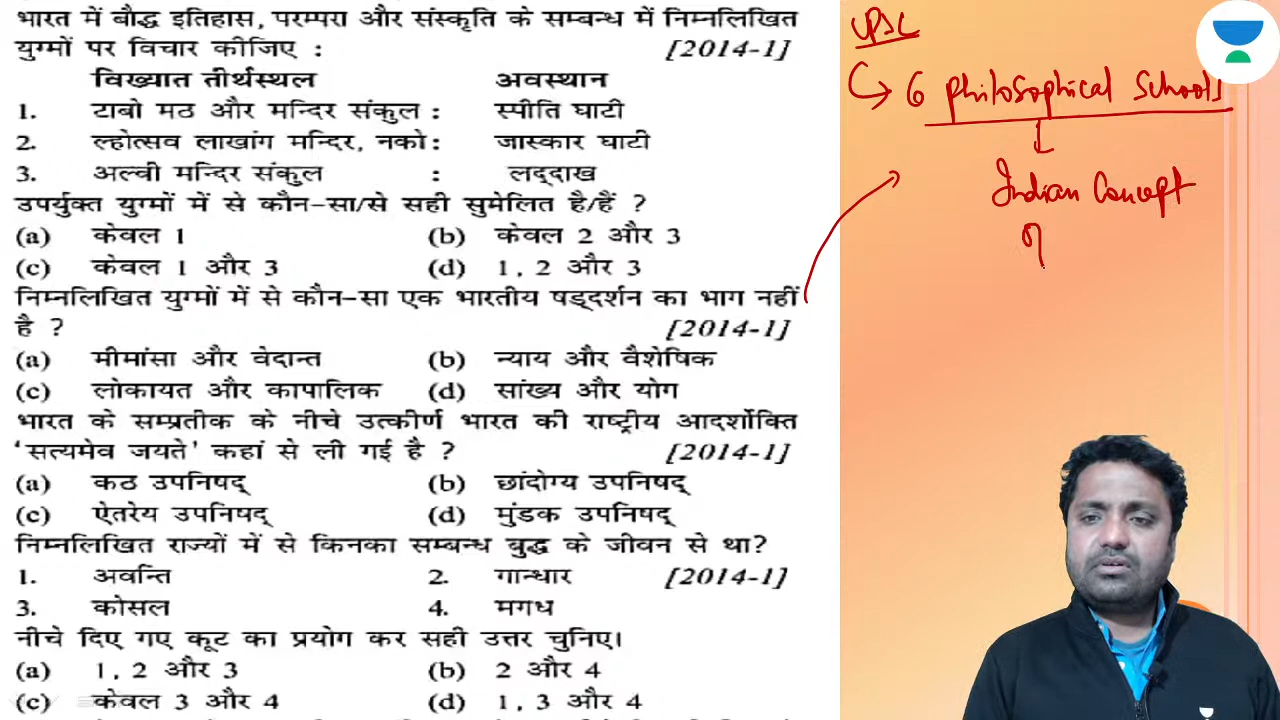 भारत में बौद्ध इतिहास, परम्परा और संस्कृति के सम्बन्ध में निम्नलिखित
युग्मों पर विचार कीजिए : [2014-1]
विख्यात तीर्थस्थल अवस्थान
1. टाबो मठ और मन्दिर संकुल : स्पीति घाटी
2. ल्होत्सव लाखांग मन्दिर, नको: जास्कार घाटी
3. अल्ची मन्दिर संकुल : लद्दाख
उपर्युक्त युग्मों में से कौन-सा/से सही सुमेलित है/हैं ?
(a) केवल 1 (b) केवल 2 और 3
(c) केवल 1 और 3 (d) 1, 2 और 3
निम्नलिखित युग्मों में से कौन-सा एक भारतीय षड्दर्शन का भाग नहीं
है ? [2014-1]
(a) मीमांसा और वेदान्त (b) न्याय और वैशेषिक
(c) लोकायत और कापालिक (d) सांख्य और योग
भारत के सम्प्रतीक के नीचे उत्कीर्ण भारत की राष्ट्रीय आदर्शोक्ति
'सत्यमेव जयते' कहां से ली गई है ? [2014-1]
(a) कठ उपनिषद् (b) छांदोग्य उपनिषद्
(c) ऐतरेय उपनिषद् (d) मुंडक उपनिषद्
निम्नलिखित राज्यों में से किनका सम्बन्ध बुद्ध के जीवन से था?
1. अवन्ति 2. गान्धार [2014-1]
3. कोसल 4. मगध
नीचे दिए गए कूट का प्रयोग कर सही उत्तर चुनिए।
(a) 1, 2 और 3 (b) 2 और 4
(c) केवल 3 और 4 (d) 1, 3 और 4
UPSC
6 Philosophical Schools
Indian Concept